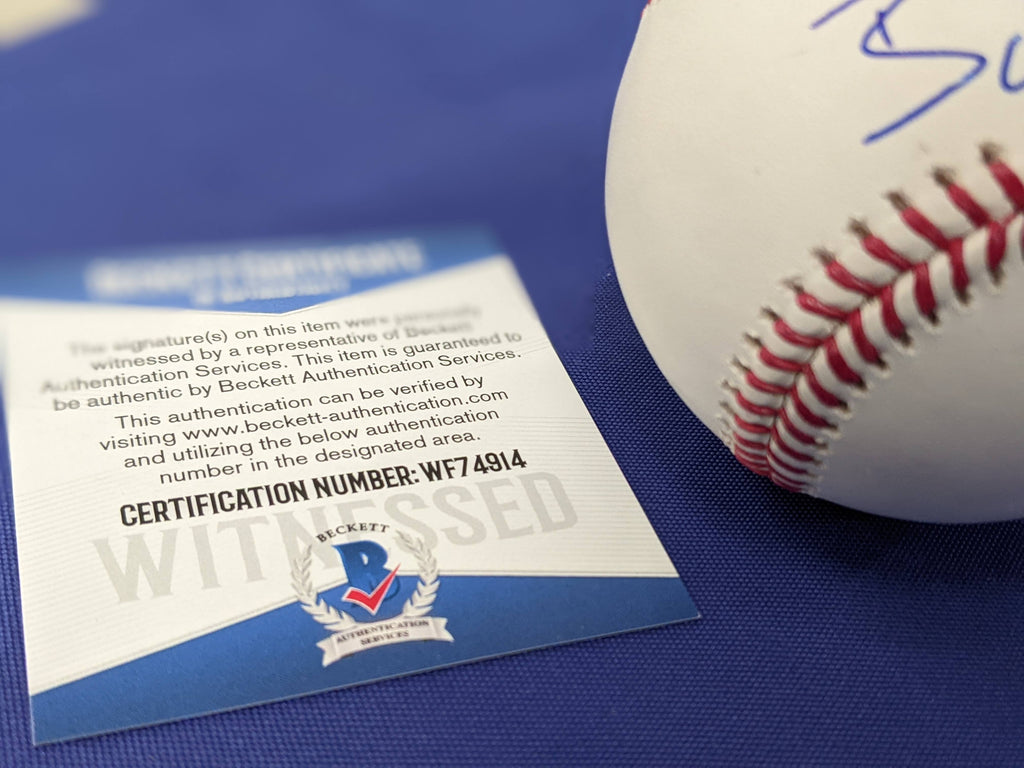 BECKETT CERTIFICATE
The signature(s) on this item were personally
witnessed by a representative of Beckett
Authentication Services. This item is guaranteed to
be authentic by Beckett Authentication Services.
This authentication can be verified by
visiting www.beckett-authentication.com
and utilizing the below authentication
number in the designated area.
CERTIFICATION NUMBER: WF74914
WITNESSED
BECKETT
B
AUTHENTICATION
SERVICES